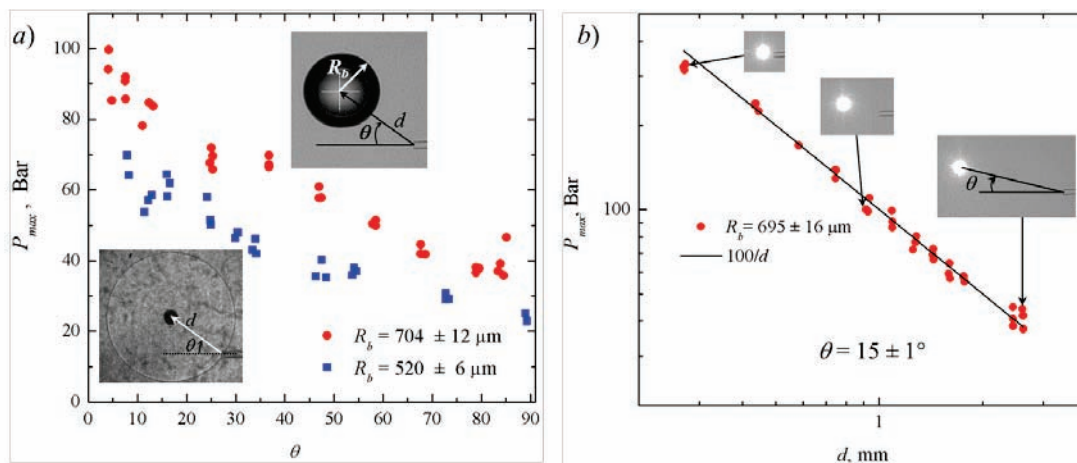 a)
100
80
60
40
20
0
P_max, Bar
0 10 20 30 40 50 60 70 80 90
θ
R_b
d
θ
d
θ
R_b = 704 ± 12 µm
R_b = 520 ± 6 µm
b)
P_max, Bar
100
1
d, mm
θ
R_b = 695 ± 16 µm
100/d
θ = 15 ± 1°